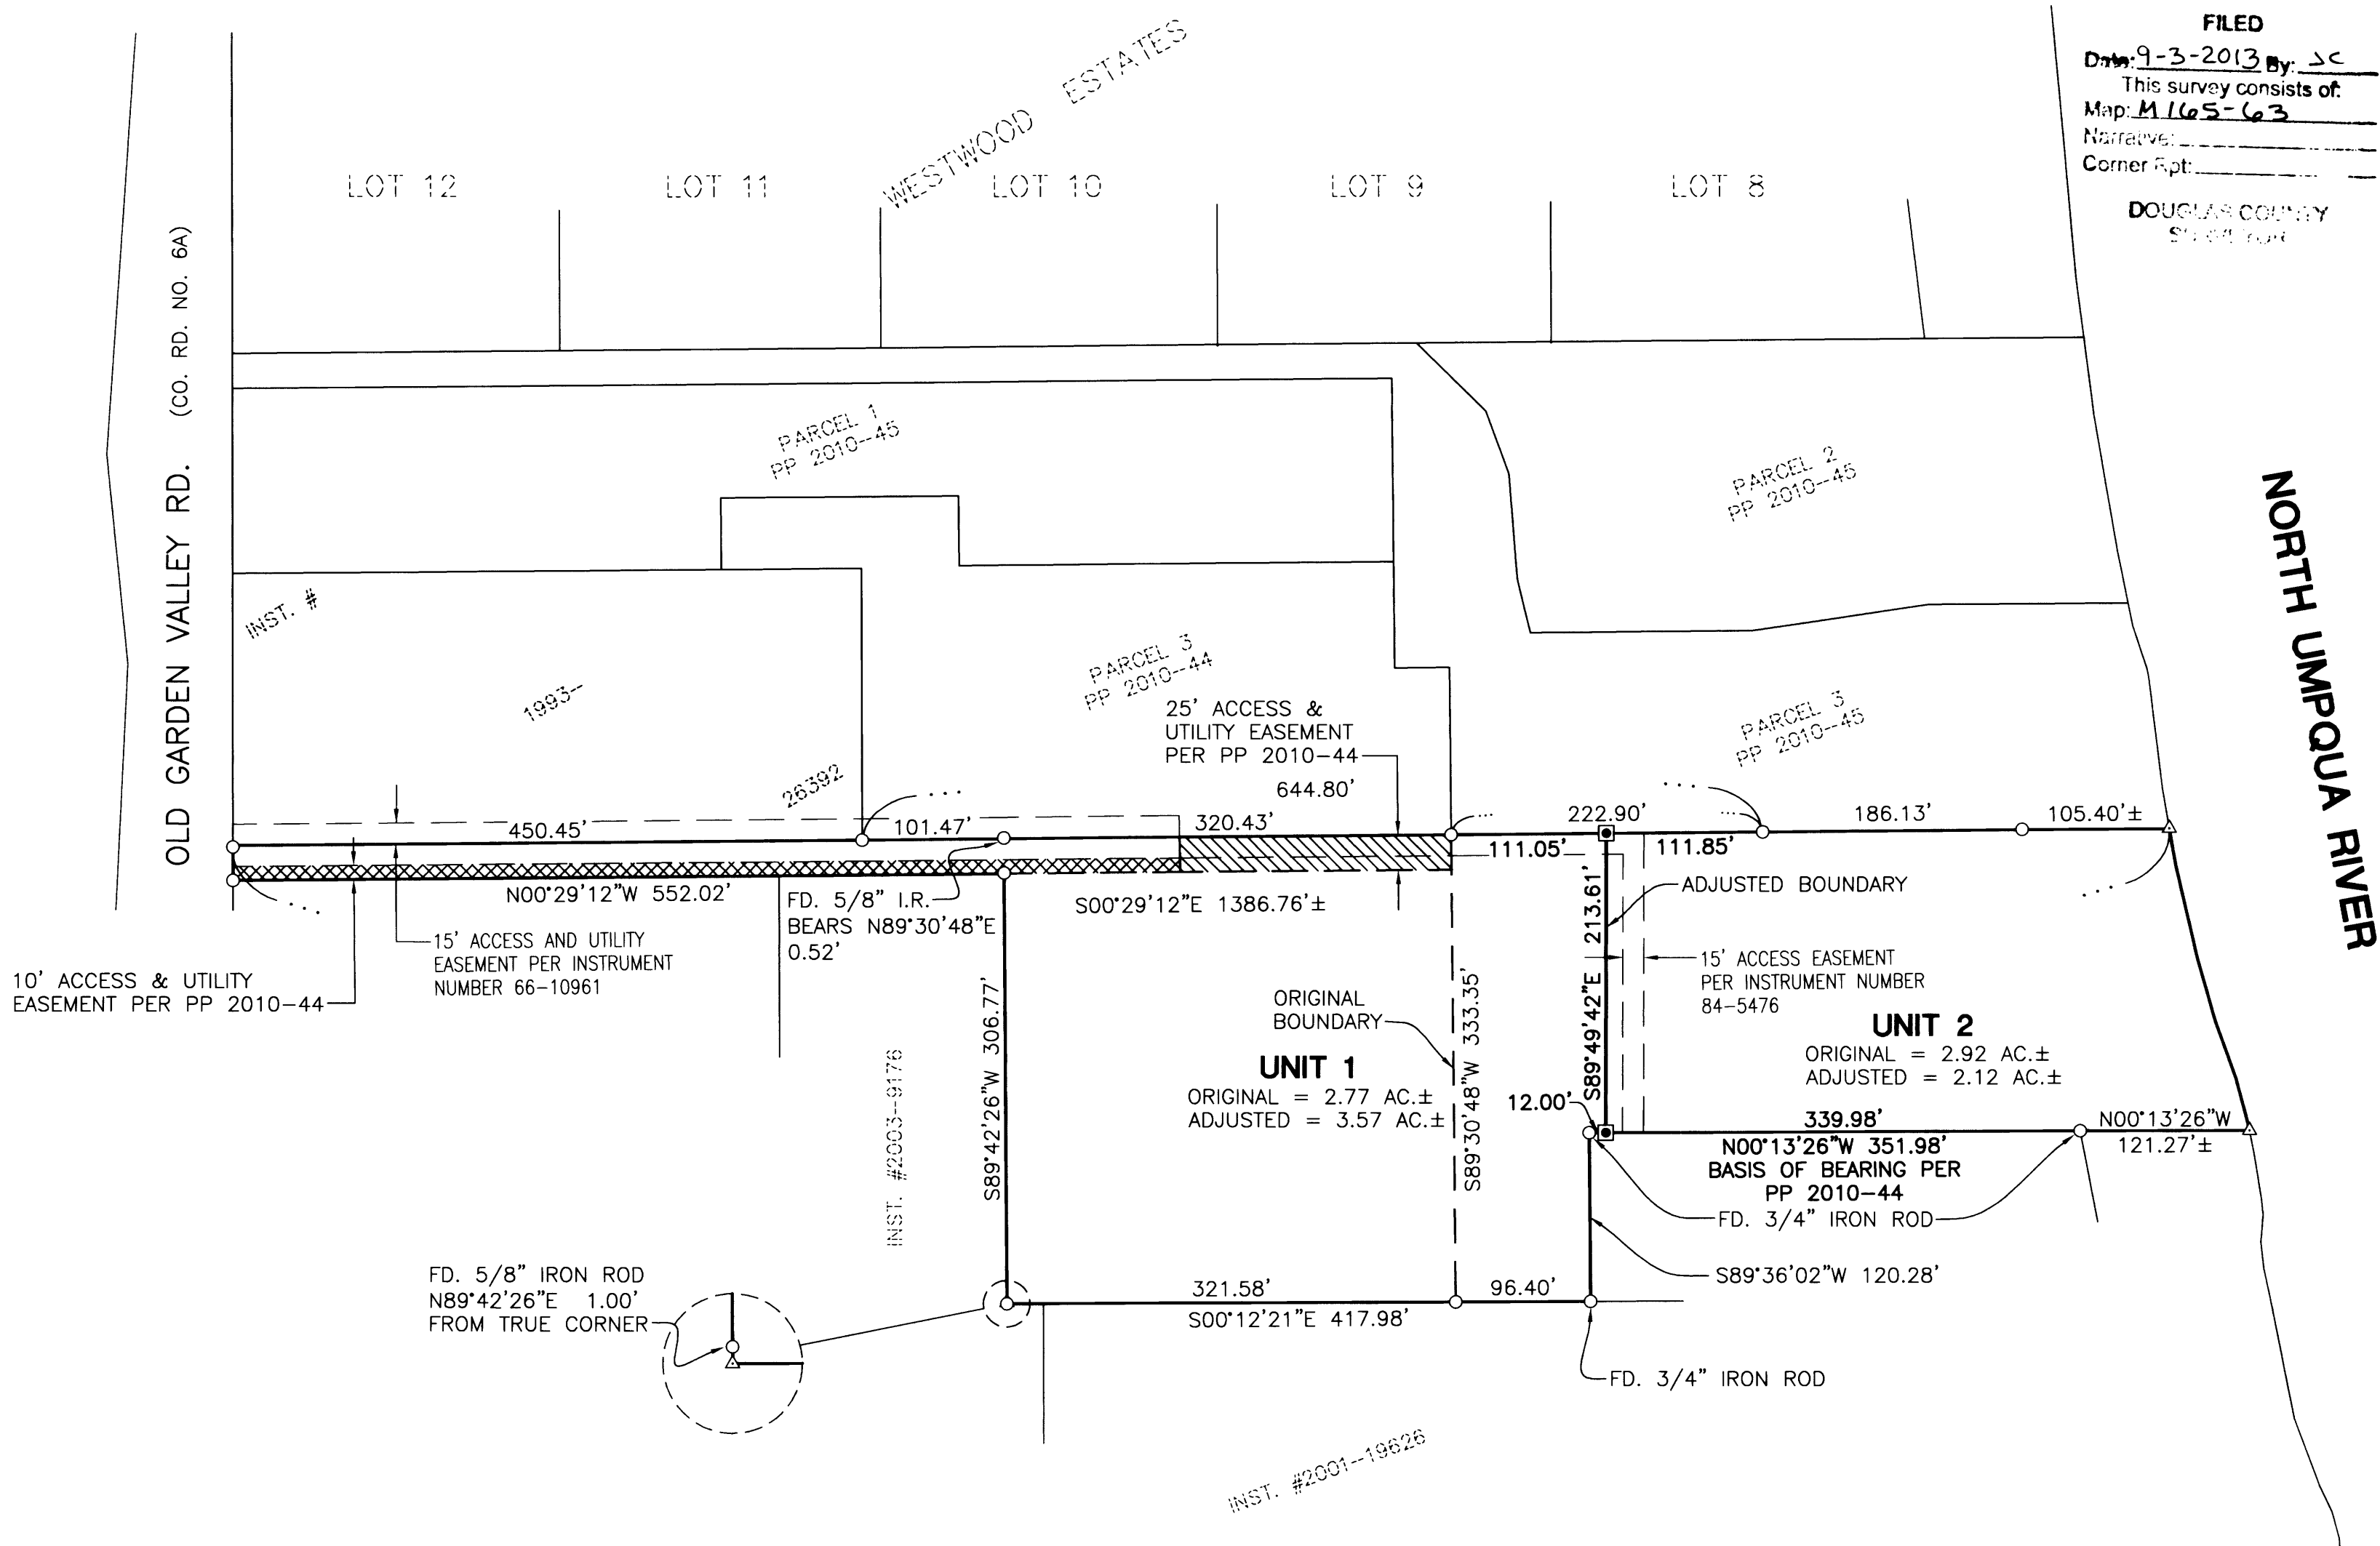 FILED
Date: 9-3-2013 By: JC
This survey consists of:
Map: M165-63
Narrative:
Corner Rpt:
DOUGLAS COUNTY
WESTWOOD ESTATES
LOT 12
LOT 11
LOT 10
LOT 9
LOT 8
OLD GARDEN VALLEY RD. (CO. RD. NO. 6A)
NORTH UMPQUA RIVER
PARCEL 1
PP 2010--45
PARCEL 2
PP 2010--45
INST. #
1993-
26392
PARCEL 3
PP 2010--44
PARCEL 3
PP 2010--45
25' ACCESS &
UTILITY EASEMENT
PER PP 2010-44
644.80'
450.45'
101.47'
320.43'
222.90'
186.13'
105.40'±
111.05'
111.85'
N00°29'12"W 552.02'
FD. 5/8" I.R.
BEARS N89°30'48"E
0.52'
S00°29'12"E 1386.76'±
ADJUSTED BOUNDARY
15' ACCESS AND UTILITY
EASEMENT PER INSTRUMENT
NUMBER 66-10961
10' ACCESS & UTILITY
EASEMENT PER PP 2010-44
15' ACCESS EASEMENT
PER INSTRUMENT NUMBER
84-5476
S89°42'26"W 306.77'
INST. #2003--9176
ORIGINAL
BOUNDARY
S89°30'48"W 333.35'
S89°49'42"E 213.61'
UNIT 1
ORIGINAL = 2.77 AC.±
ADJUSTED = 3.57 AC.±
UNIT 2
ORIGINAL = 2.92 AC.±
ADJUSTED = 2.12 AC.±
12.00'
339.98'
N00°13'26"W 351.98'
BASIS OF BEARING PER
PP 2010-44
N00°13'26"W
121.27'±
FD. 3/4" IRON ROD
S89°36'02"W 120.28'
FD. 5/8" IRON ROD
N89°42'26"E 1.00'
FROM TRUE CORNER
321.58'
96.40'
S00°12'21"E 417.98'
FD. 3/4" IRON ROD
INST. #2001--19626